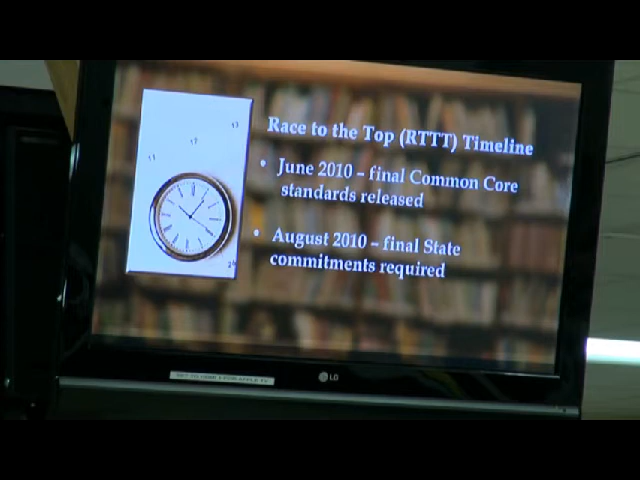 Race to the Top (RTTT) Timeline
• June 2010 – final Common Core
standards released
• August 2010 – final State
commitments required
LG